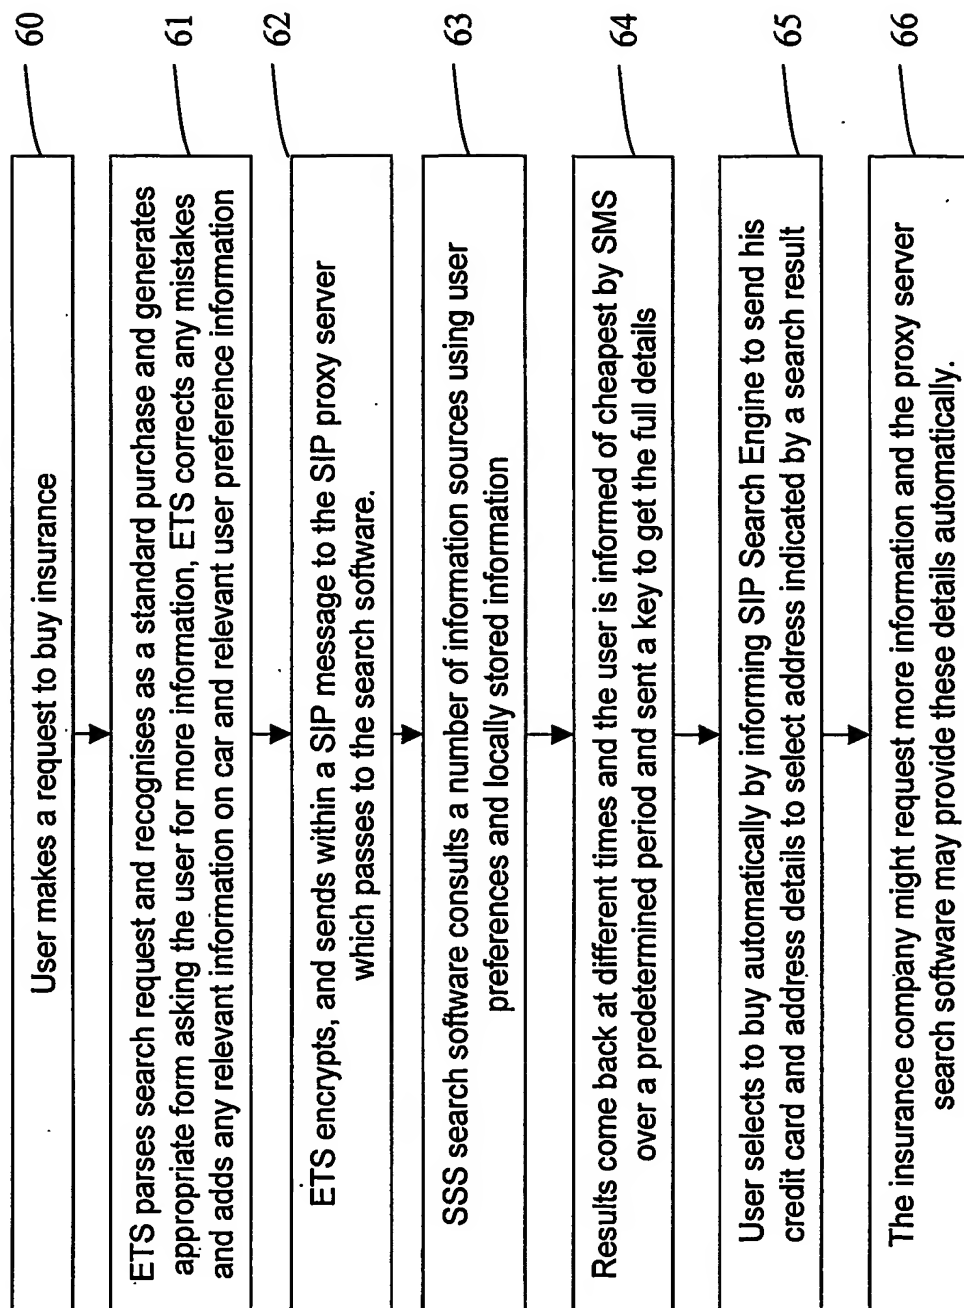 User makes a request to buy insurance
60
ETS parses search request and recognises as a standard purchase and generates
appropriate form asking the user for more information, ETS corrects any mistakes
and adds any relevant information on car and relevant user preference information
61
ETS encrypts, and sends within a SIP message to the SIP proxy server
which passes to the search software.
62
SSS search software consults a number of information sources using user
preferences and locally stored information
63
Results come back at different times and the user is informed of cheapest by SMS
over a predetermined period and sent a key to get the full details
64
User selects to buy automatically by informing SIP Search Engine to send his
credit card and address details to select address indicated by a search result
65
The insurance company might request more information and the proxy server
search software may provide these details automatically.
66